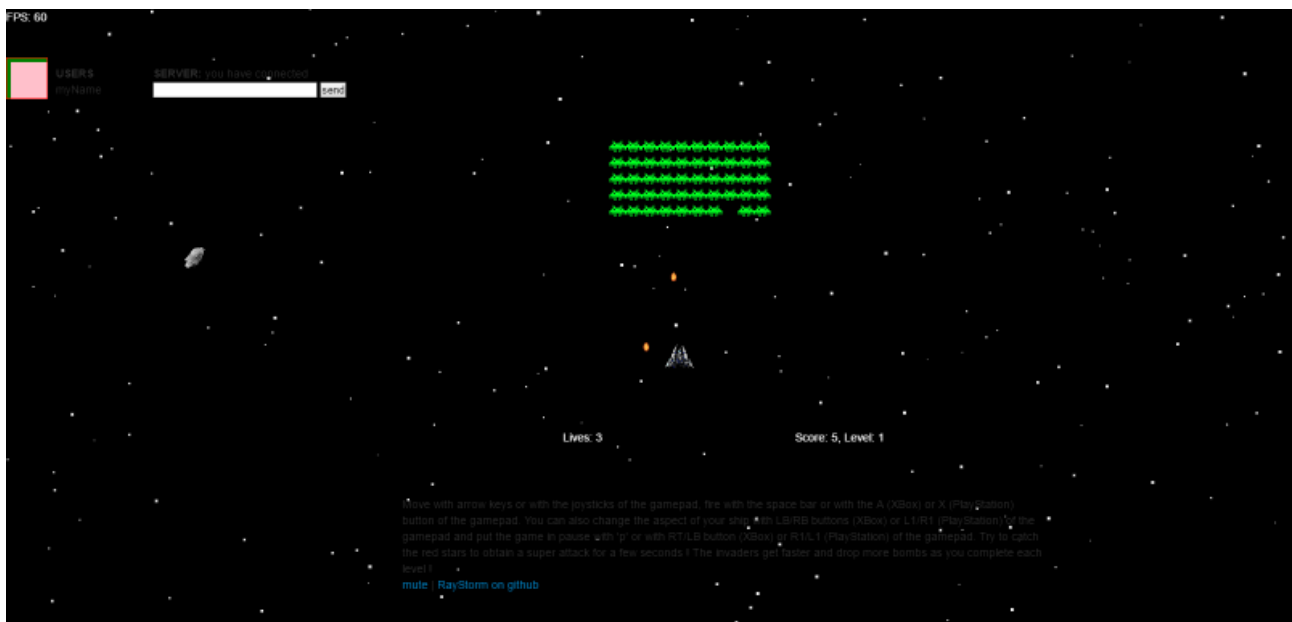 FPS: 60
USERS
myName
SERVER: you have connected
send
Lives: 3
Score: 5, Level: 1
Move with arrow keys or with the joysticks of the gamepad, fire with the space bar or with the A (XBox) or X (PlayStation)
button of the gamepad. You can also change the aspect of your ship with LB/RB buttons (XBox) or L1/R1 (PlayStation) of the
gamepad and put the game in pause with 'p' or with RT/LB button (XBox) or R1/L1 (PlayStation) of the gamepad. Try to catch
the red stars to obtain a super attack for a few seconds ! The invaders get faster and drop more bombs as you complete each
level !
mute | RayStorm on github